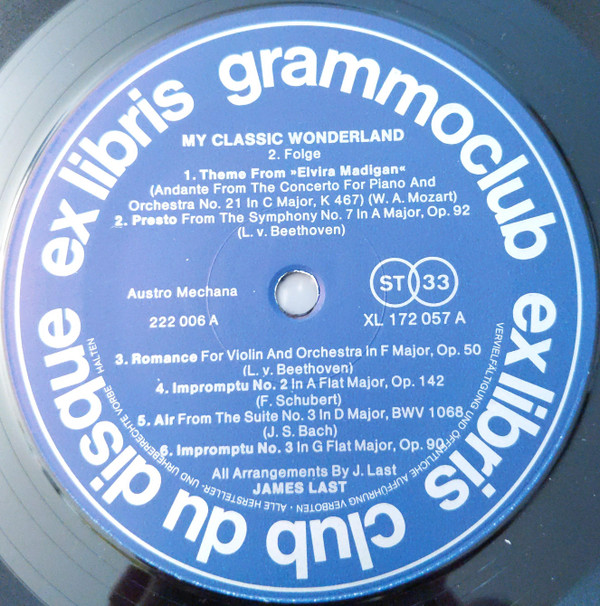 ex libris grammoclub
ex libris club du disque
MY CLASSIC WONDERLAND
2. Folge
1. Theme From »Elvira Madigan«
(Andante From The Concerto For Piano And
Orchestra No. 21 In C Major, K 467) (W. A. Mozart)
2. Presto From The Symphony No. 7 In A Major, Op. 92
(L. v. Beethoven)
Austro Mechana
222 006 A
ST 33
XL 172 057 A
3. Romance For Violin And Orchestra In F Major, Op. 50
(L. v. Beethoven)
4. Impromptu No. 2 In A Flat Major, Op. 142
(F. Schubert)
5. Air From The Suite No. 3 In D Major, BWV 1068
(J. S. Bach)
6. Impromptu No. 3 In G Flat Major, Op. 90
All Arrangements By J. Last
JAMES LAST
VERVIELFÄLTIGUNG UND ÖFFENTLICHE AUFFÜHRUNG VERBOTEN · ALLE HERSTELLER- UND URHEBERRECHTE VORBEHALTEN